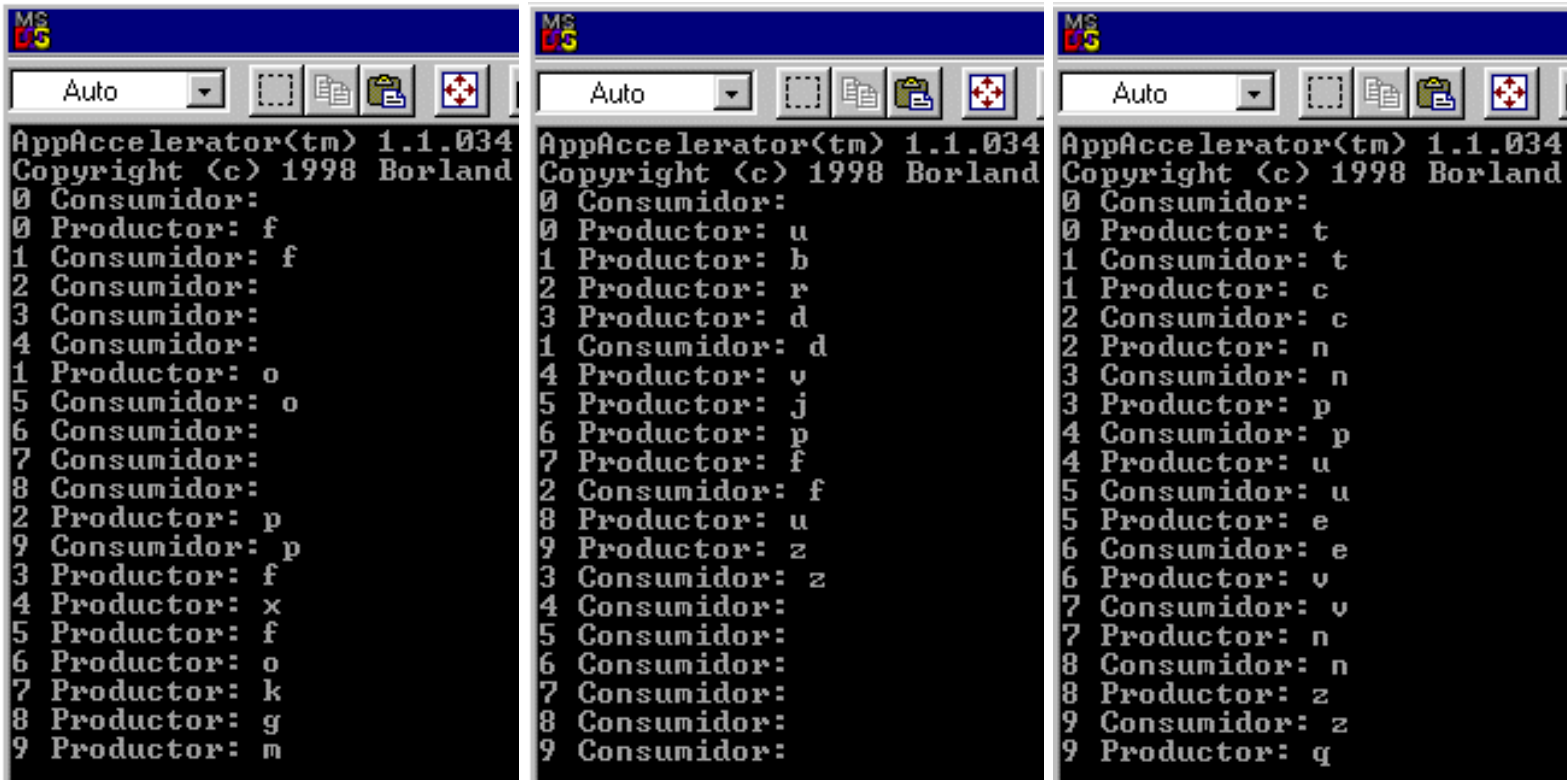 MS
DS
Auto
AppAccelerator(tm) 1.1.034
Copyright (c) 1998 Borland
0 Consumidor:
0 Productor: f
1 Consumidor: f
2 Consumidor:
3 Consumidor:
4 Consumidor:
1 Productor: o
5 Consumidor: o
6 Consumidor:
7 Consumidor:
8 Consumidor:
2 Productor: p
9 Consumidor: p
3 Productor: f
4 Productor: x
5 Productor: f
6 Productor: o
7 Productor: k
8 Productor: g
9 Productor: m
MS
DS
Auto
AppAccelerator(tm) 1.1.034
Copyright (c) 1998 Borland
0 Consumidor:
0 Productor: u
1 Productor: b
2 Productor: r
3 Productor: d
1 Consumidor: d
4 Productor: v
5 Productor: j
6 Productor: p
7 Productor: f
2 Consumidor: f
8 Productor: u
9 Productor: z
3 Consumidor: z
4 Consumidor:
5 Consumidor:
6 Consumidor:
7 Consumidor:
8 Consumidor:
9 Consumidor:
MS
DS
Auto
AppAccelerator(tm) 1.1.034
Copyright (c) 1998 Borland
0 Consumidor:
0 Productor: t
1 Consumidor: t
1 Productor: c
2 Consumidor: c
2 Productor: n
3 Consumidor: n
3 Productor: p
4 Consumidor: p
4 Productor: u
5 Consumidor: u
5 Productor: e
6 Consumidor: e
6 Productor: v
7 Consumidor: v
7 Productor: n
8 Consumidor: n
8 Productor: z
9 Consumidor: z
9 Productor: q